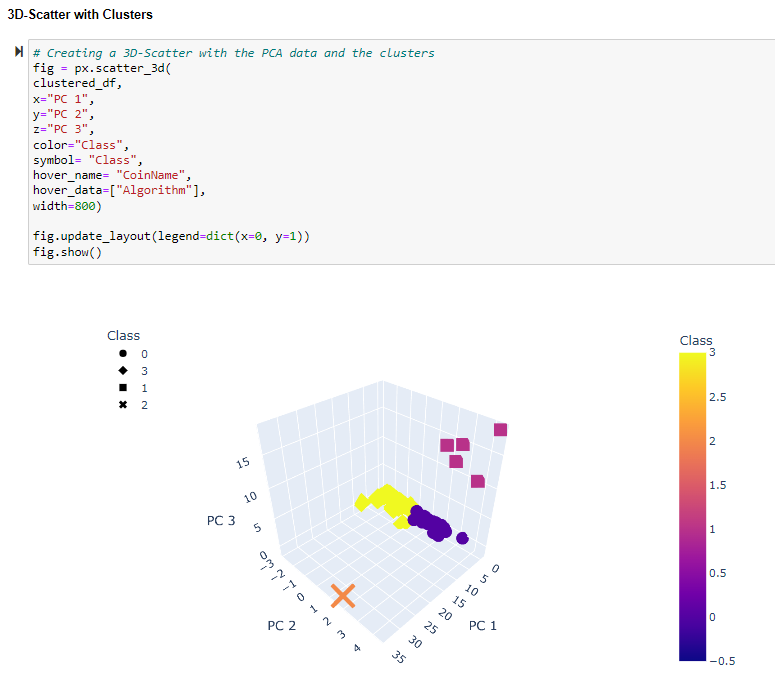 3D-Scatter with Clusters
# Creating a 3D-Scatter with the PCA data and the clusters
fig = px.scatter_3d(
clustered_df,
x="PC 1",
y="PC 2",
z="PC 3",
color="Class",
symbol= "Class",
hover_name= "CoinName",
hover_data=["Algorithm"],
width=800)
fig.update_layout(legend=dict(x=0, y=1))
fig.show()
Class
0
3
1
2
15
10
5
0
PC 3
−3
−2
−1
0
1
2
3
4
PC 2
0
5
10
15
20
25
30
35
PC 1
Class
3
2.5
2
1.5
1
0.5
0
−0.5